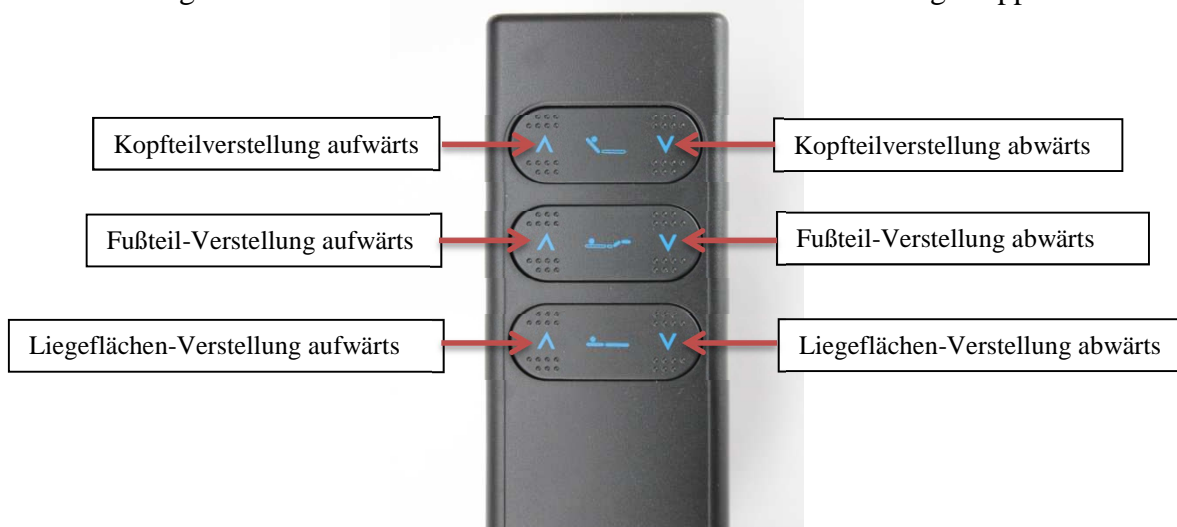 Kopfteilverstellung aufwärts
Kopfteilverstellung abwärts
Fußteil-Verstellung aufwärts
Fußteil-Verstellung abwärts
Liegeflächen-Verstellung aufwärts
Liegeflächen-Verstellung abwärts